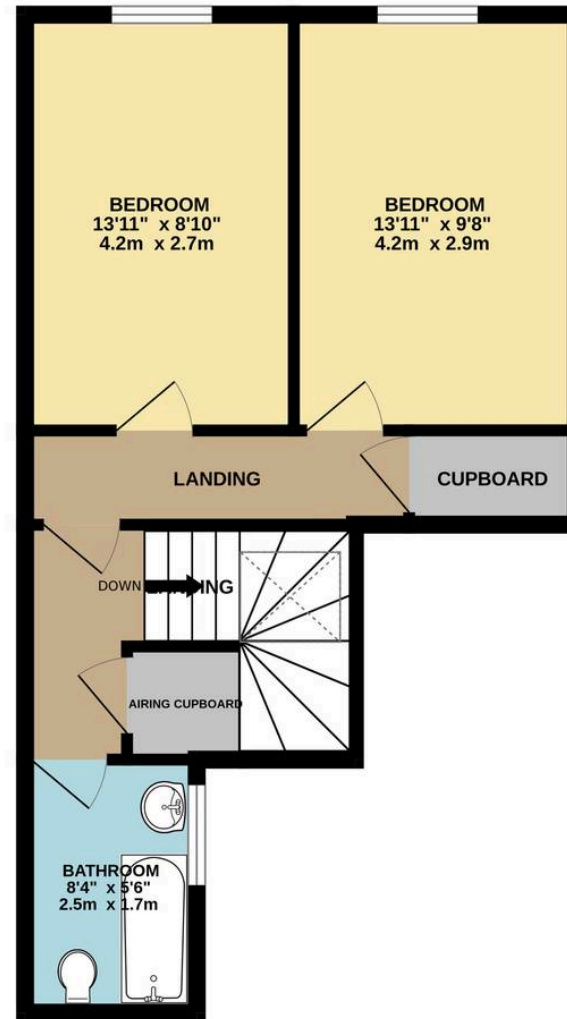 BEDROOM
13'11" x 8'10"
4.2m x 2.7m
BEDROOM
13'11" x 9'8"
4.2m x 2.9m
LANDING
CUPBOARD
DOWN
AIRING CUPBOARD
BATHROOM
8'4" x 5'6"
2.5m x 1.7m